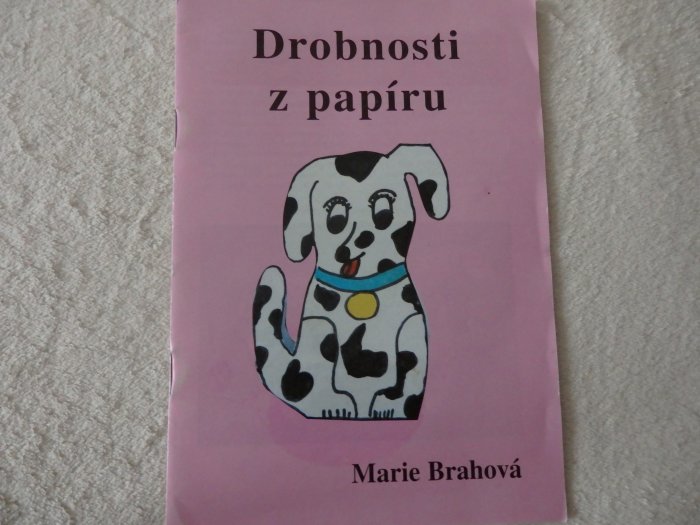 Drobnosti
z papíru
Marie Brahová